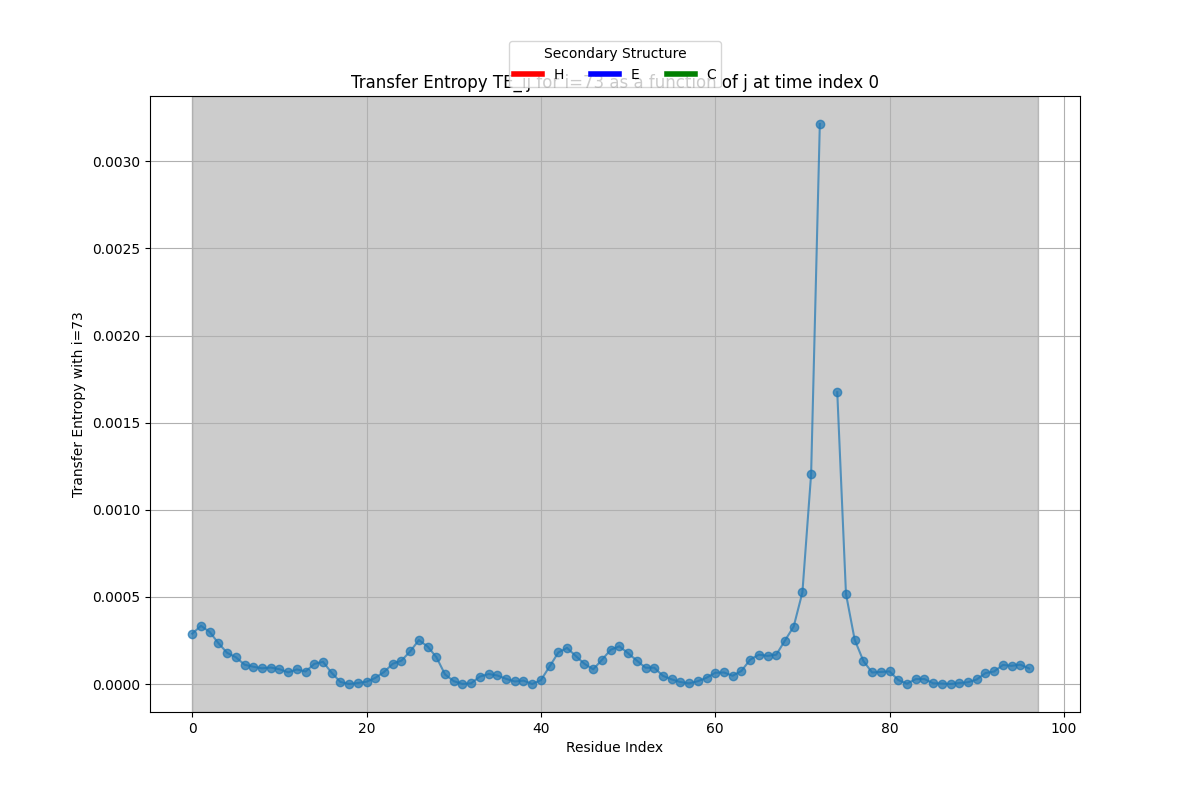 Secondary Structure
H E C
Transfer Entropy TE_ij for i=73 as a function of j at time index 0
Transfer Entropy with i=73
0.0030
0.0025
0.0020
0.0015
0.0010
0.0005
0.0000
0 20 40 60 80 100
Residue Index